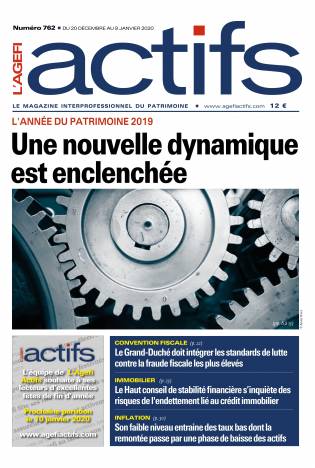 Numéro 762 • DU 20 DÉCEMBRE AU 9 JANVIER 2020
L'AGEFI
actifs
LE MAGAZINE INTERPROFESSIONNEL DU PATRIMOINE • www.agefiactifs.com 12 €
L'ANNÉE DU PATRIMOINE 2019
Une nouvelle dynamique
est enclenchée
actifs
L'équipe de L'Agefi
Actifs souhaite à ses
lecteurs d'excellentes
fêtes de fin d'année
Prochaine parution
le 10 janvier 2020
www.agefiactifs.com
CONVENTION FISCALE (p. 22)
Le Grand-Duché doit intégrer les standards de lutte
contre la fraude fiscale les plus élevés
IMMOBILIER
Le Haut conseil de stabilité financière s'inquiète des
risques de l'endettement lié au crédit immobilier
INFLATION (p. 30)
Son faible niveau entraine des taux bas dont la
remontée passe par une phase de baisse des actifs